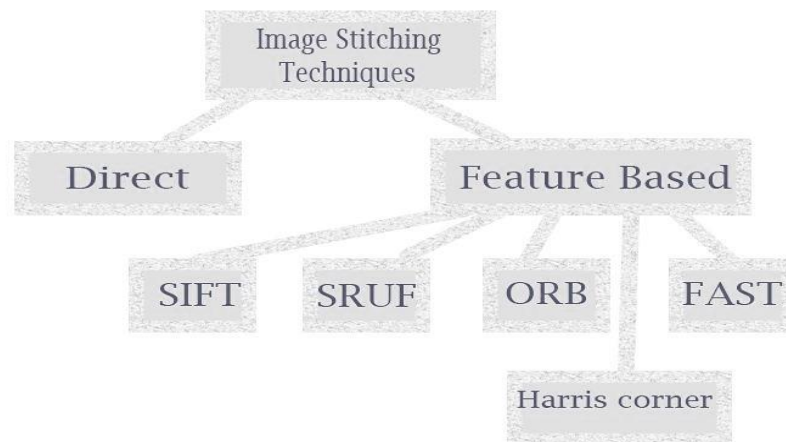 Image Stitching
Techniques
Direct
Feature Based
SIFT
SRUF
ORB
FAST
Harris corner